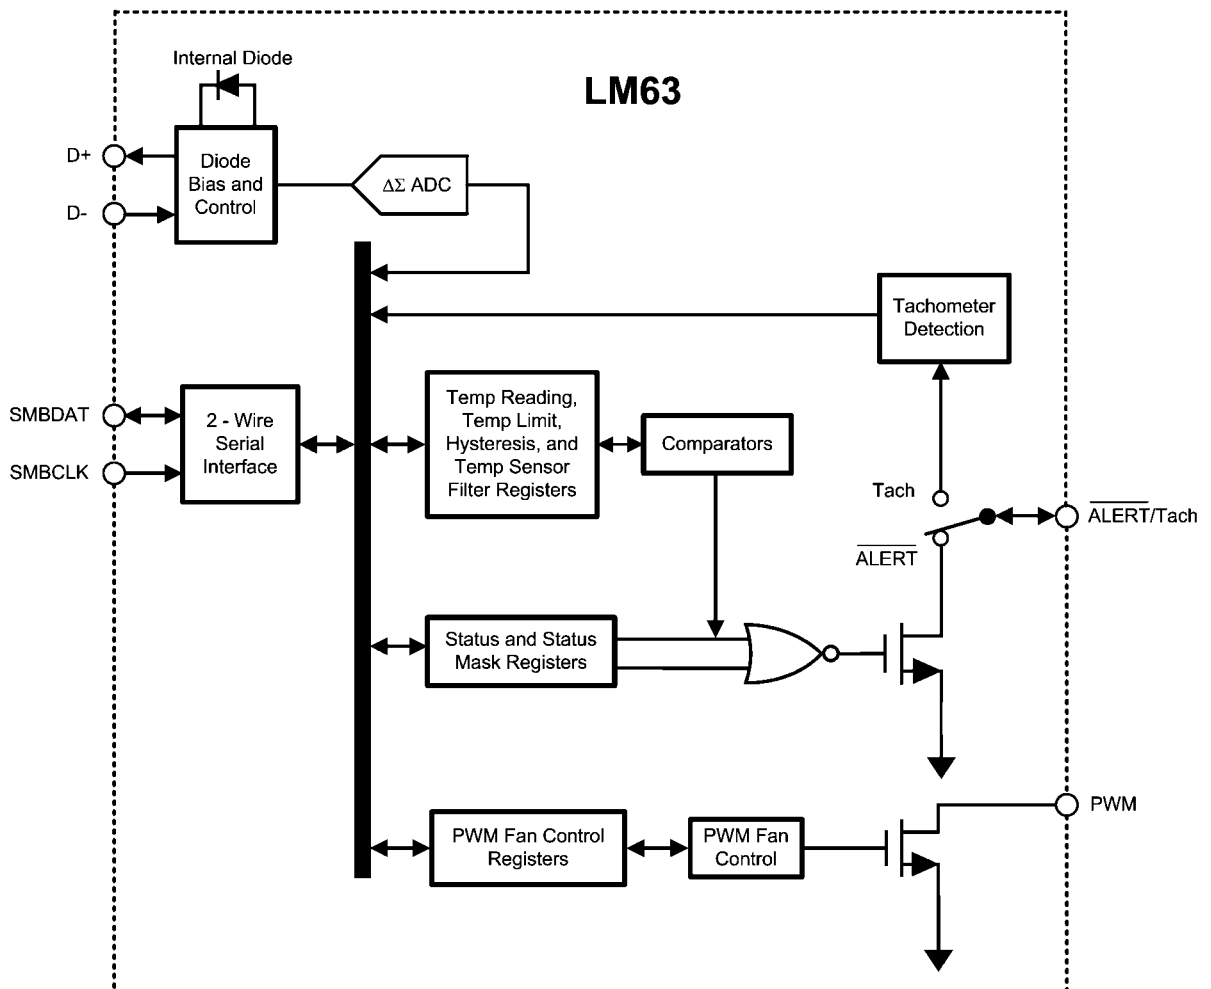 Internal Diode
LM63
D+
D-
Diode
Bias and
Control
ΔΣ ADC
Tachometer
Detection
SMBDAT
SMBCLK
2 - Wire
Serial
Interface
Temp Reading,
Temp Limit,
Hysteresis, and
Temp Sensor
Filter Registers
Comparators
Tach
ALERT/Tach
ALERT
Status and Status
Mask Registers
PWM Fan Control
Registers
PWM Fan
Control
PWM